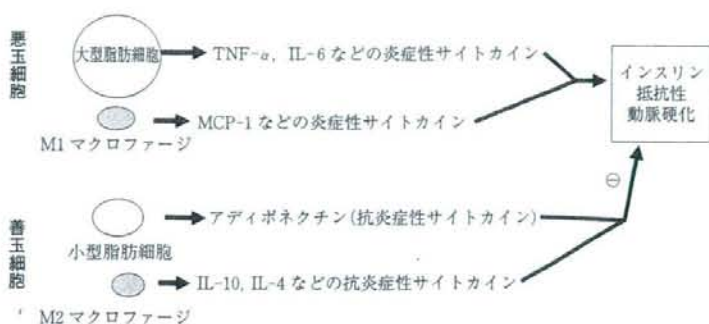 悪玉細胞
大型脂肪細胞
TNF-α, IL-6 などの炎症性サイトカイン
M1 マクロファージ
MCP-1 などの炎症性サイトカイン
インスリン
抵抗性
動脈硬化
⊖
善玉細胞
小型脂肪細胞
アディポネクチン(抗炎症性サイトカイン)
M2 マクロファージ
IL-10, IL-4 などの抗炎症性サイトカイン